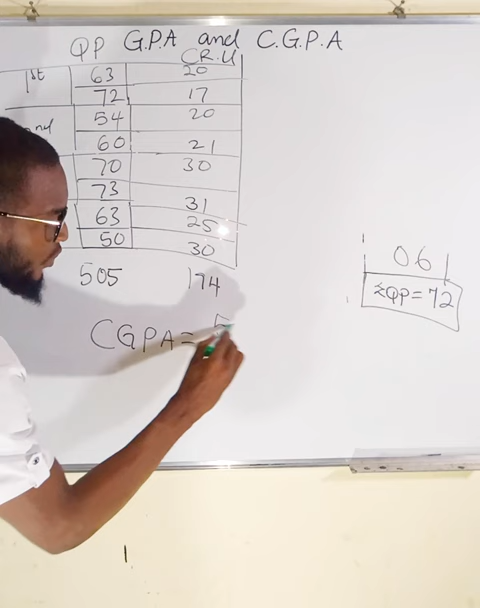 QP G.P.A and C.G.P.A
CR.U
1st 63 20
72 17
54 20
60 21
70 30
73 31
63 25
50 30
505 174
CGPA =
06
ΣQP = 72